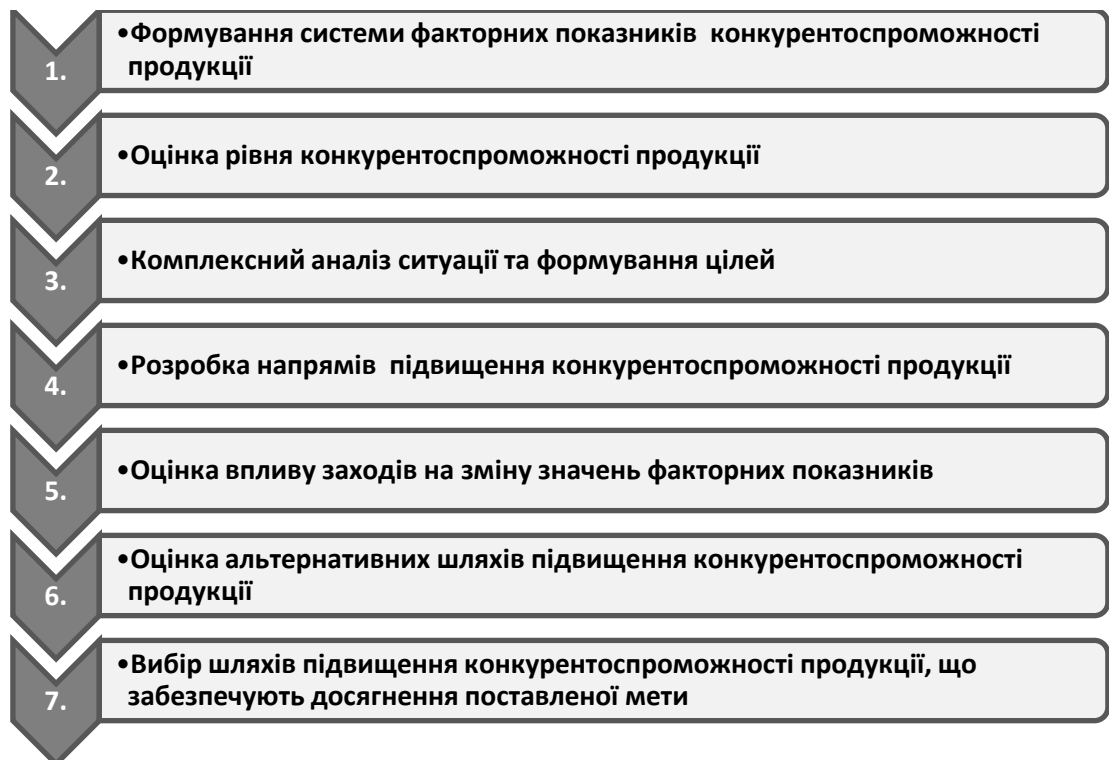 1.
•Формування системи факторних показників конкурентоспроможності
продукції
2.
•Оцінка рівня конкурентоспроможності продукції
3.
•Комплексний аналіз ситуації та формування цілей
4.
•Розробка напрямів підвищення конкурентоспроможності продукції
5.
•Оцінка впливу заходів на зміну значень факторних показників
6.
•Оцінка альтернативних шляхів підвищення конкурентоспроможності
продукції
7.
•Вибір шляхів підвищення конкурентоспроможності продукції, що
забезпечують досягнення поставленої мети